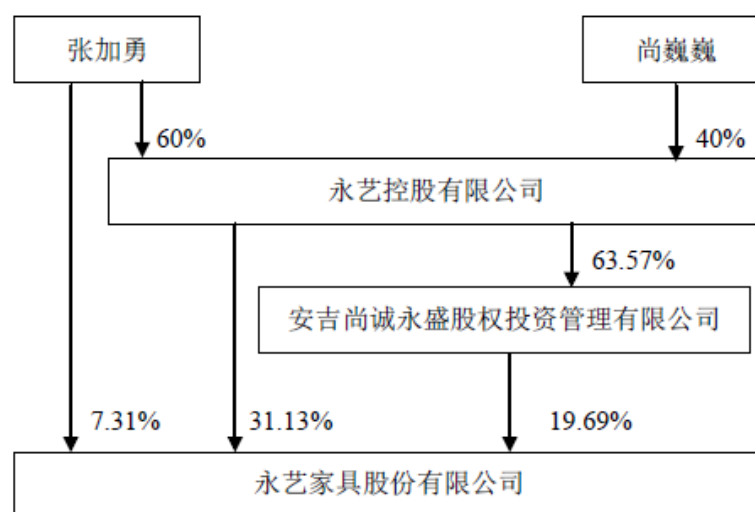 张加勇
尚巍巍
60%
40%
永艺控股有限公司
63.57%
安吉尚诚永盛股权投资管理有限公司
7.31%
31.13%
19.69%
永艺家具股份有限公司